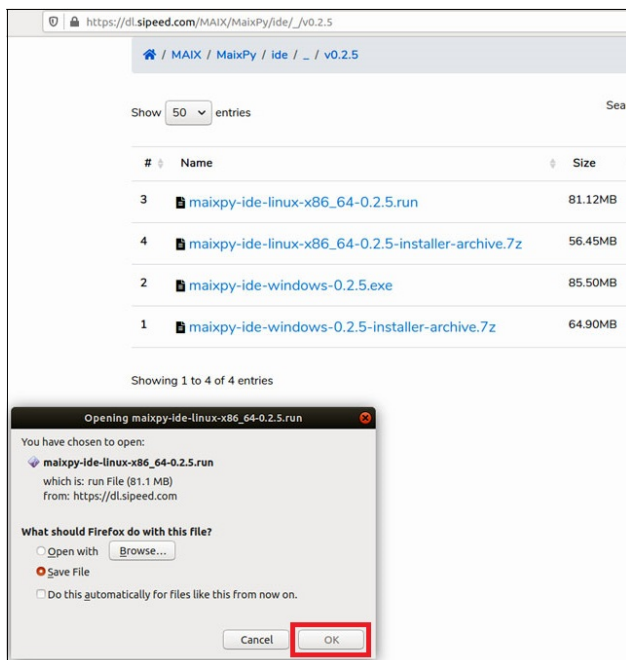 https://dl.sipeed.com/MAIX/MaixPy/ide/_/v0.2.5
/ MAIX / MaixPy / ide / _ / v0.2.5
Show 50 entries
Sea
# Name Size
3 maixpy-ide-linux-x86_64-0.2.5.run 81.12MB
4 maixpy-ide-linux-x86_64-0.2.5-installer-archive.7z 56.45MB
2 maixpy-ide-windows-0.2.5.exe 85.50MB
1 maixpy-ide-windows-0.2.5-installer-archive.7z 64.90MB
Showing 1 to 4 of 4 entries
Opening maixpy-ide-linux-x86_64-0.2.5.run
You have chosen to open:
maixpy-ide-linux-x86_64-0.2.5.run
which is: run File (81.1 MB)
from: https://dl.sipeed.com
What should Firefox do with this file?
Open with Browse...
Save File
Do this automatically for files like this from now on.
Cancel OK